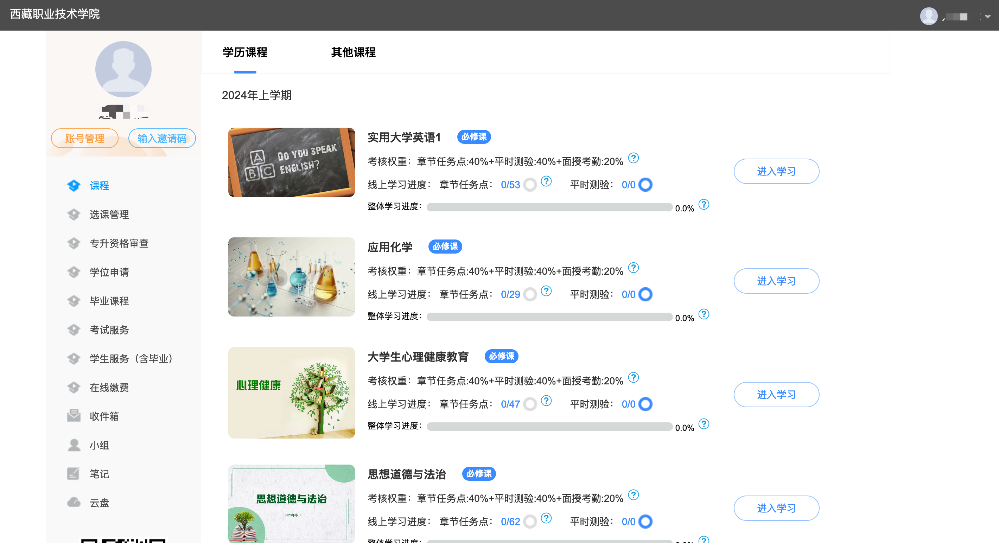 西藏职业技术学院
账号管理
输入邀请码
课程
选课管理
专升资格审查
学位申请
毕业课程
考试服务
学生服务（含毕业）
在线缴费
收件箱
小组
笔记
云盘
学历课程 其他课程
2024年上学期
A B C DO YOU SPEAK
ENGLISH?
实用大学英语1 必修课
考核权重：章节任务点:40%+平时测验:40%+面授考勤:20% ?
线上学习进度： 章节任务点： 0/53 ? 平时测验： 0/0
整体学习进度： 0.0% ?
进入学习
应用化学 必修课
考核权重：章节任务点:40%+平时测验:40%+面授考勤:20% ?
线上学习进度： 章节任务点： 0/29 ? 平时测验： 0/0
整体学习进度： 0.0% ?
进入学习
心理健康
大学生心理健康教育 必修课
考核权重：章节任务点:40%+平时测验:40%+面授考勤:20% ?
线上学习进度： 章节任务点： 0/47 ? 平时测验： 0/0
整体学习进度： 0.0% ?
进入学习
思想道德与法治
（2023年版）
思想道德与法治 必修课
考核权重：章节任务点:40%+平时测验:40%+面授考勤:20% ?
线上学习进度： 章节任务点： 0/62 ? 平时测验： 0/0
进入学习